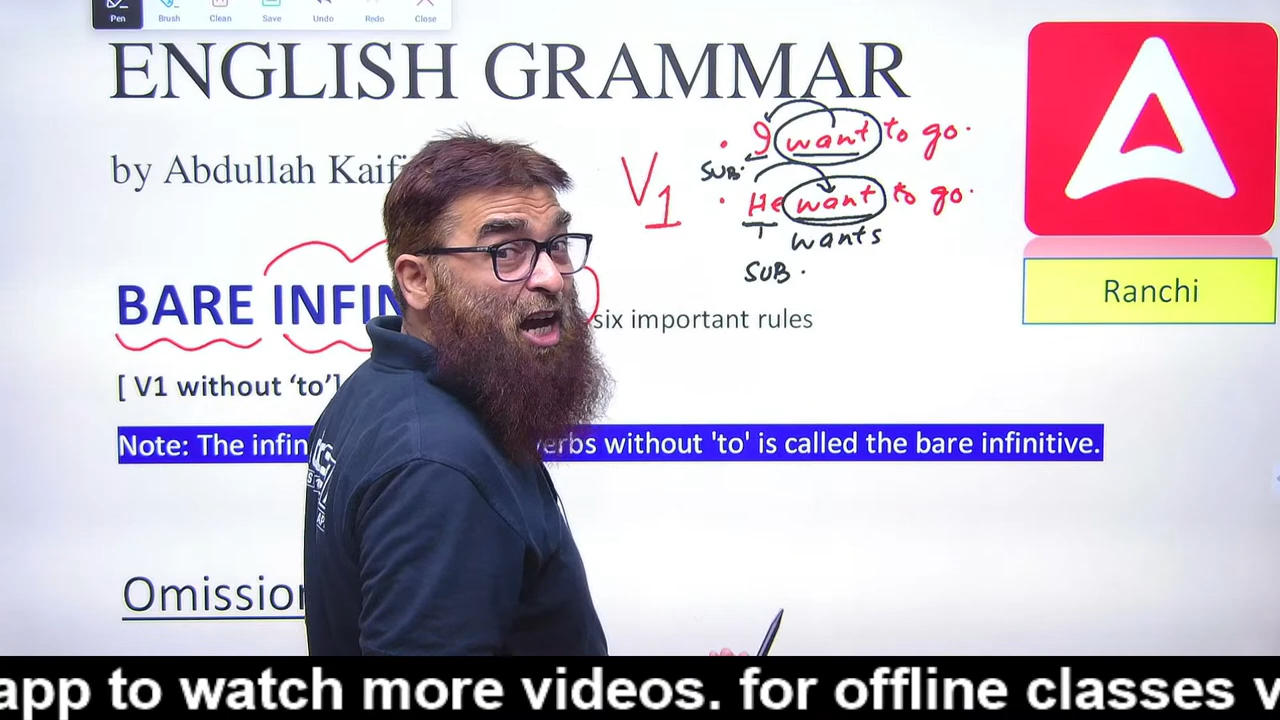 Pen Brush Clean Save Undo Redo Close
ENGLISH GRAMMAR
by Abdullah Kaifi
V1
• I want to go.
SUB.
• He want to go.
wants
SUB.
BARE INFIN
six important rules
Ranchi
[ V1 without ‘to’]
Note: The infin verbs without 'to' is called the bare infinitive.
Omission
app to watch more videos. for offline classes v